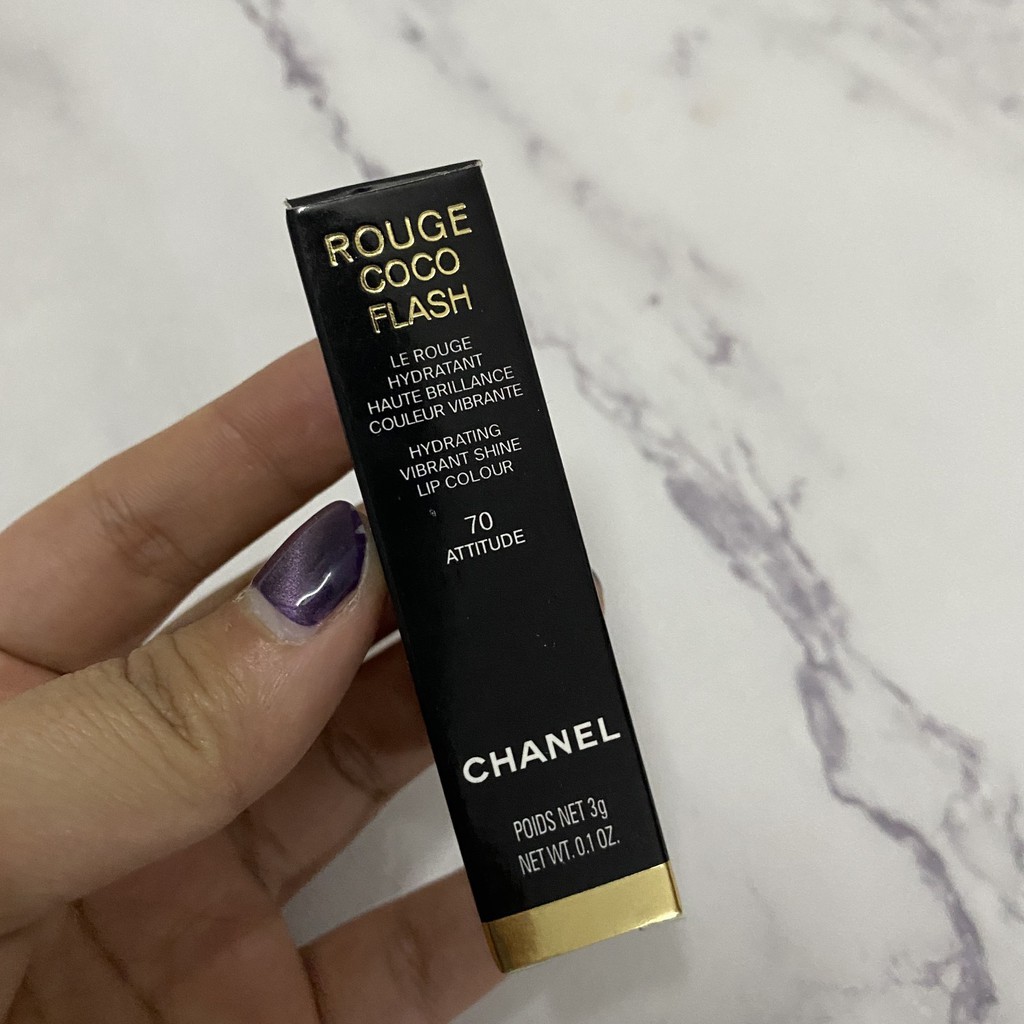 ROUGE
COCO
FLASH
LE ROUGE
HYDRATANT
HAUTE BRILLANCE
COULEUR VIBRANTE
HYDRATING
VIBRANT SHINE
LIP COLOUR
70
ATTITUDE
CHANEL
POIDS NET 3g
NET WT. 0.1 OZ.